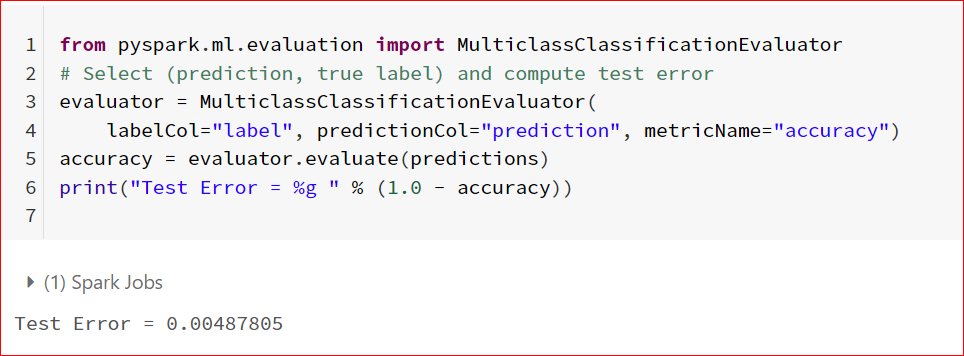 1 from pyspark.ml.evaluation import MulticlassClassificationEvaluator
2 # Select (prediction, true label) and compute test error
3 evaluator = MulticlassClassificationEvaluator(
4     labelCol="label", predictionCol="prediction", metricName="accuracy")
5 accuracy = evaluator.evaluate(predictions)
6 print("Test Error = %g " % (1.0 - accuracy))
7
(1) Spark Jobs
Test Error = 0.00487805